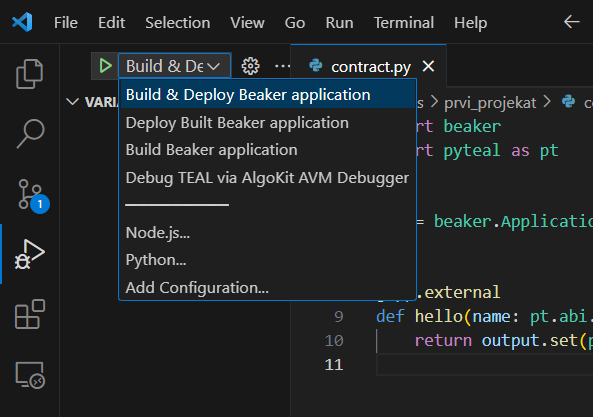 File Edit Selection View Go Run Terminal Help
Build & De
contract.py
VARIA
Build & Deploy Beaker application
Deploy Built Beaker application
Build Beaker application
Debug TEAL via AlgoKit AVM Debugger
Node.js...
Python...
Add Configuration...
s > prvi_projekat > c
rt beaker
rt pyteal as pt
= beaker.Applicatio
.external
9 def hello(name: pt.abi.
10 return output.set(p
11
1